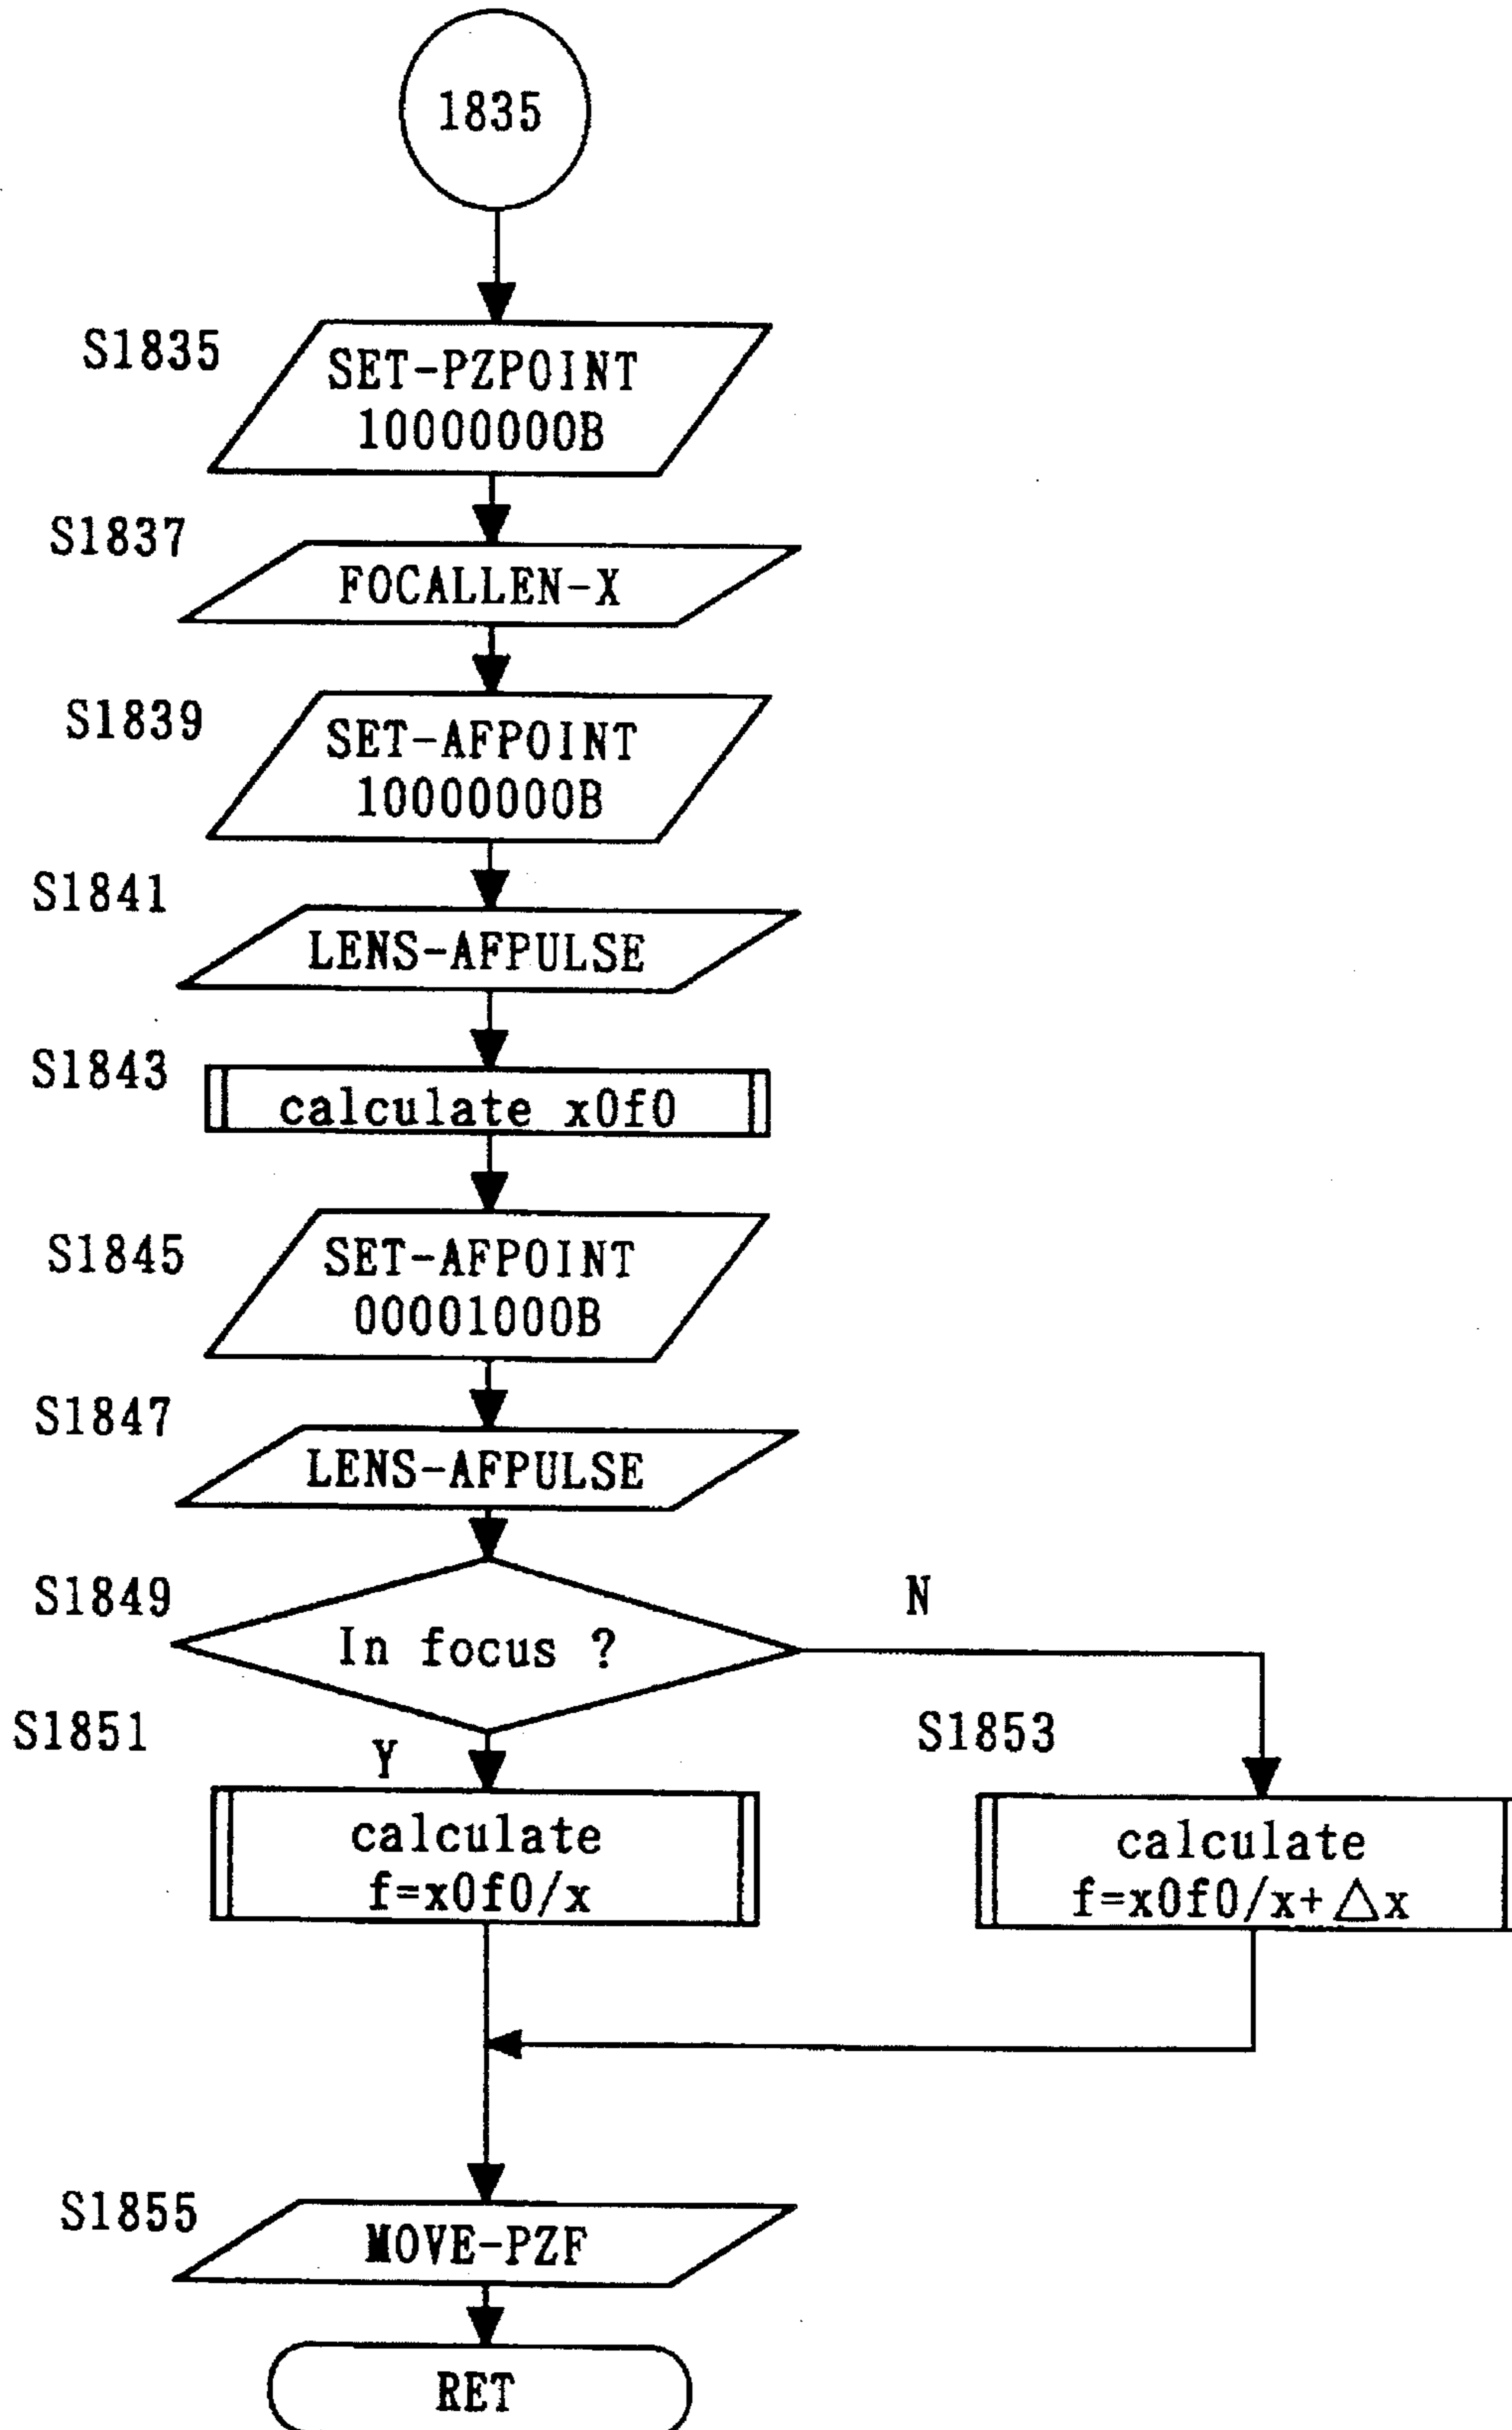 1835
S1835
SET-PZPOINT
10000000B
S1837
FOCALLEN-X
S1839
SET-AFPOINT
10000000B
S1841
LENS-AFPULSE
S1843
calculate x0f0
S1845
SET-AFPOINT
00001000B
S1847
LENS-AFPULSE
S1849
In focus ?
N
S1851
Y
calculate
f=x0f0/x
S1853
calculate
f=x0f0/x+△x
S1855
MOVE-PZF
RET